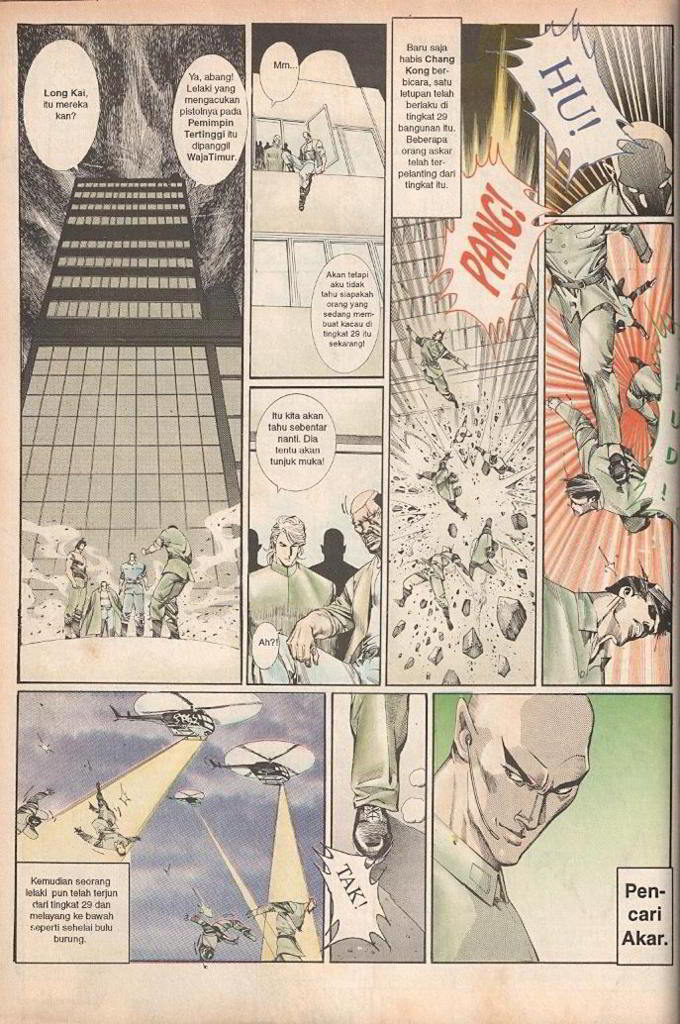 Long Kai,
itu mereka
kan?
Ya, abang!
Lelaki yang
mengacukan
pistolnya pada
Pemimpin
Tertinggi itu
dipanggil
WajaTimur.
Mm...
Akan tetapi
aku tidak
tahu siapakah
orang yang
sedang mem-
buat kacau di
tingkat 29 itu
sekarang!
Itu kita akan
tahu sebentar
nanti. Dia
tentu akan
tunjuk muka!
Ah?!
Baru saja
habis Chang
Kong ber-
bicara, satu
letupan telah
berlaku di
tingkat 29
bangunan itu.
Beberapa
orang askar
telah ter-
pelanting dari
tingkat itu.
PANG!
HU!
Kemudian seorang
lelaki pun telah terjun
dari tingkat 29 dan
melayang ke bawah
seperti sehelai bulu
burung.
TAK!
Pen-
cari
Akar.